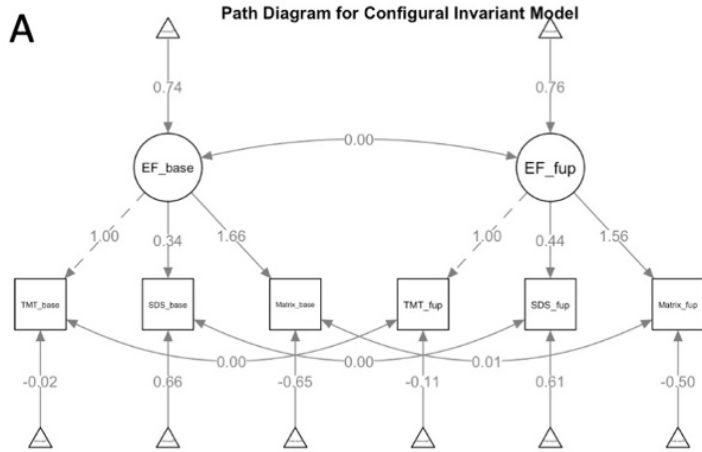 A
Path Diagram for Configural Invariant Model
0.74
0.76
0.00
EF_base
EF_fup
1.00
0.34
1.66
1.00
0.44
1.56
TMT_base
SDS_base
Matrix_base
TMT_fup
SDS_fup
Matrix_fup
0.00
0.00
0.01
-0.02
0.66
-0.65
-0.11
0.61
-0.50